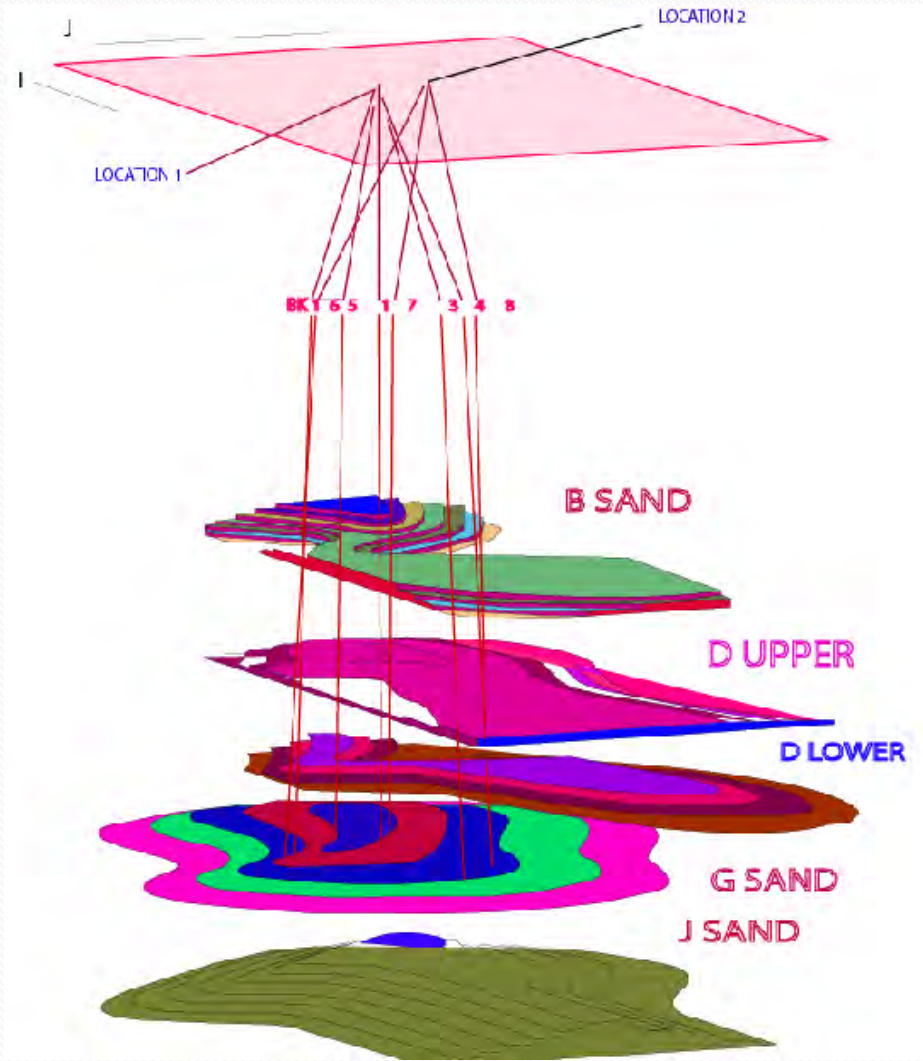 J
LOCATION 2
I
LOCATION 1
BK1 6 5 1 7 3 4 8
B SAND
D UPPER
D LOWER
G SAND
J SAND